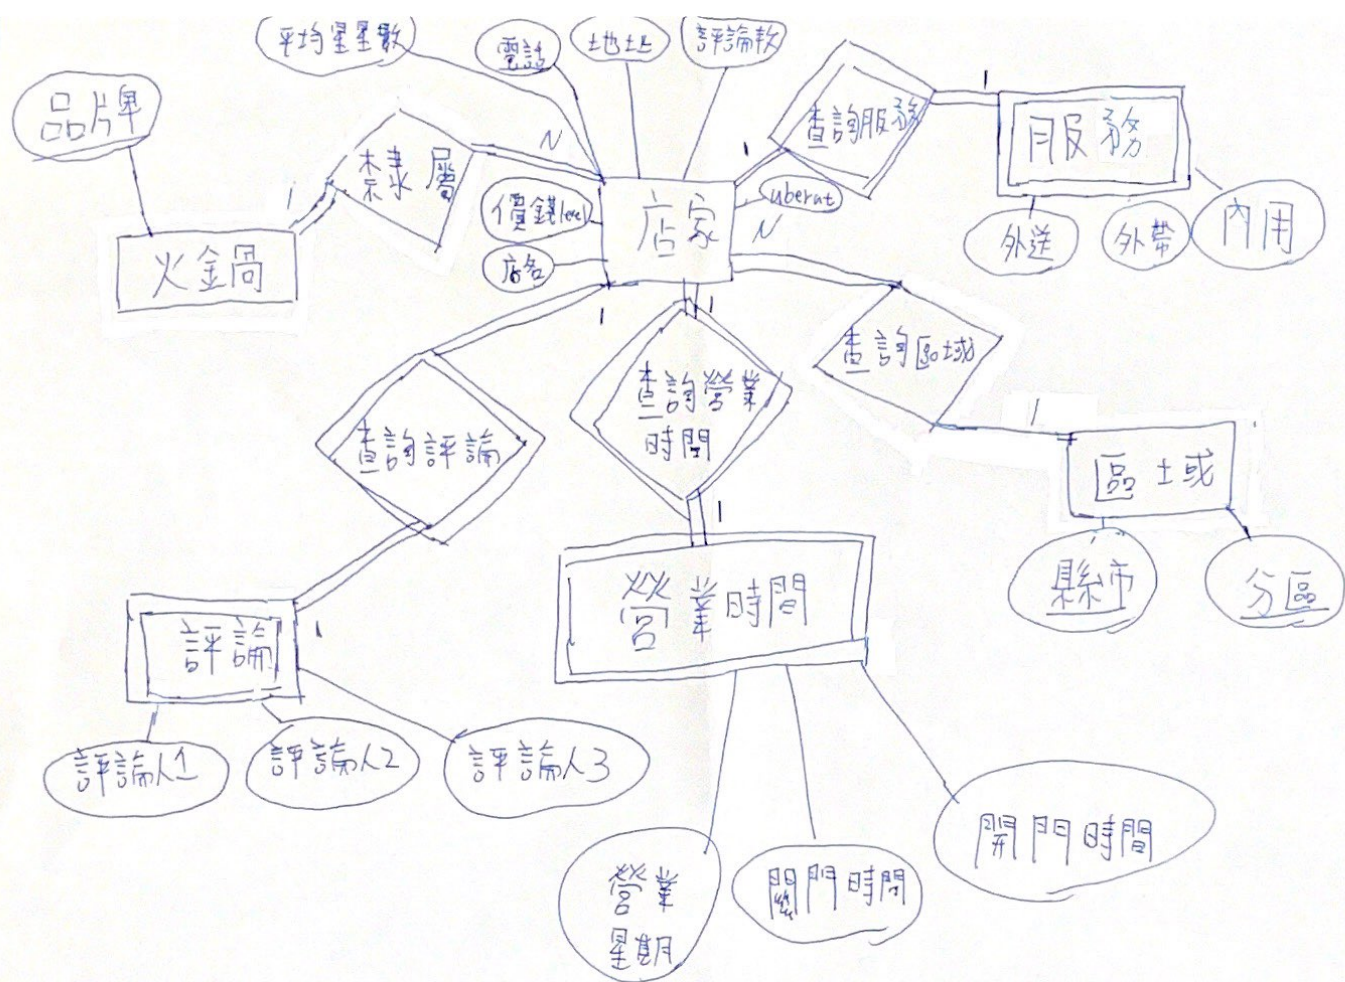 平均星星數
電話
地址
評論軟
品牌
隸屬
N
1
火金鍋
價錢level
店名
店家
1
查詢服務
1
服務
uberat
N
外送
外帶
內用
1
1
查詢評論
查詢營業
時間
查詢區域
1
區域
縣市
分區
1
營業時間
1
評論
評論人1
評論人2
評論人3
營業
星期
關門時間
開門時間